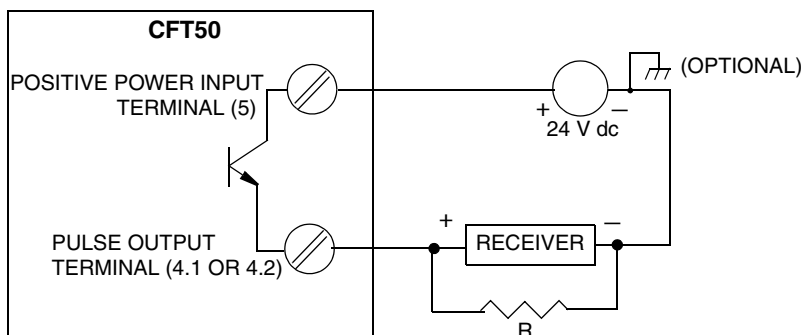 CFT50
POSITIVE POWER INPUT
TERMINAL (5)
(OPTIONAL)
+ –
24 V dc
PULSE OUTPUT
TERMINAL (4.1 OR 4.2)
+ –
RECEIVER
R